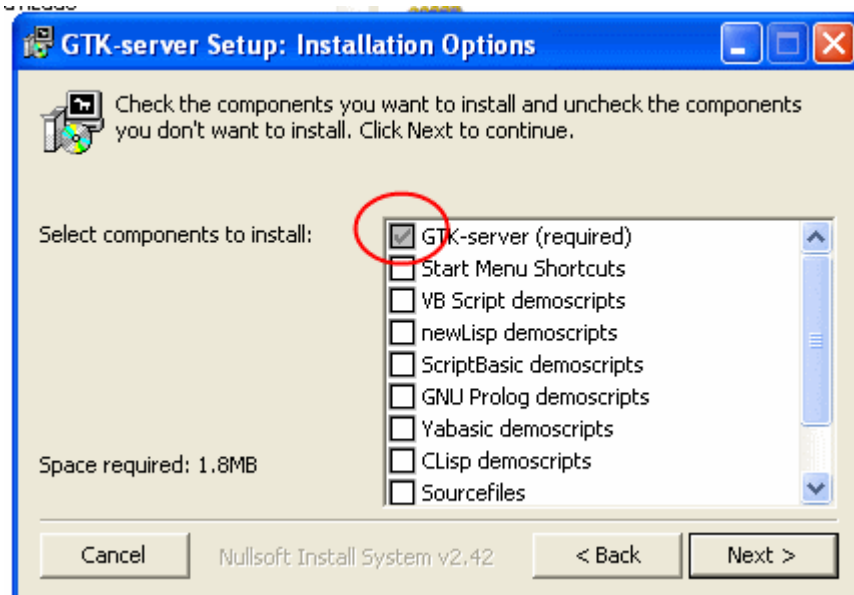 GTK-server Setup: Installation Options
Check the components you want to install and uncheck the components
you don't want to install. Click Next to continue.
Select components to install:
GTK-server (required)
Start Menu Shortcuts
VB Script demoscripts
newLisp demoscripts
ScriptBasic demoscripts
GNU Prolog demoscripts
Yabasic demoscripts
CLisp demoscripts
Sourcefiles
Space required: 1.8MB
Cancel
Nullsoft Install System v2.42
< Back
Next >